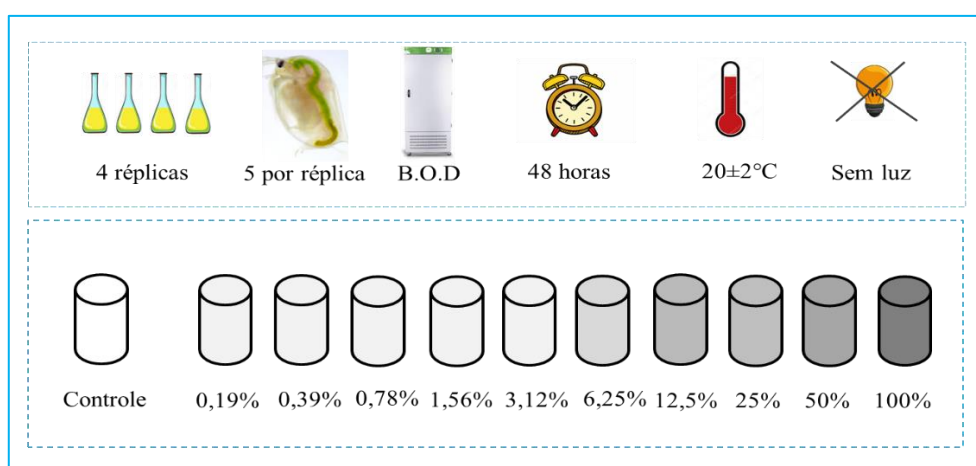 4 réplicas 5 por réplica B.O.D 48 horas 20±2°C Sem luz
Controle 0,19% 0,39% 0,78% 1,56% 3,12% 6,25% 12,5% 25% 50% 100%